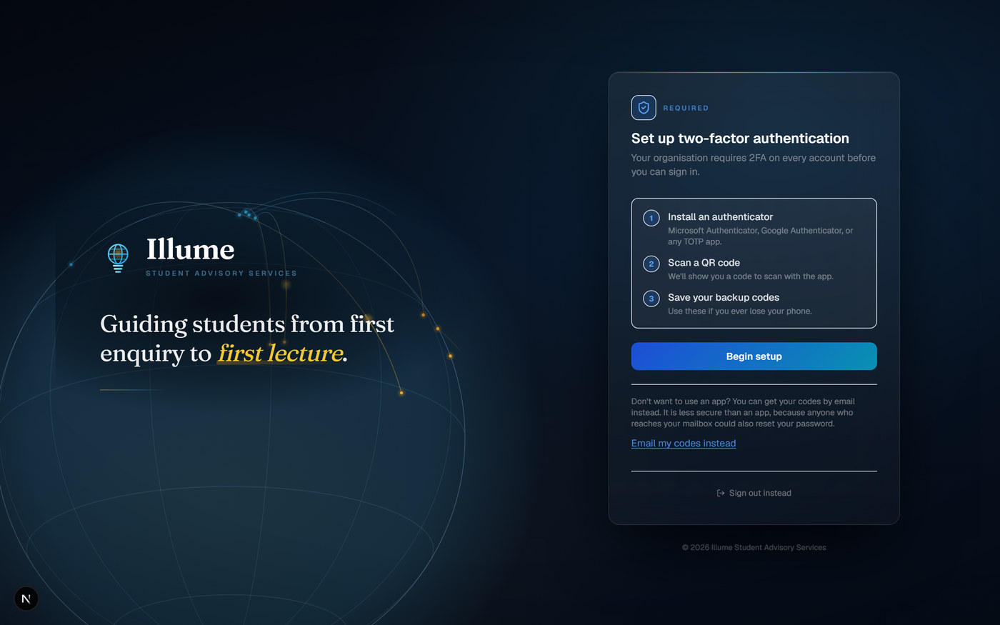 Illume
STUDENT ADVISORY SERVICES
Guiding students from first
enquiry to first lecture.
REQUIRED
Set up two-factor authentication
Your organisation requires 2FA on every account before
you can sign in.
1
Install an authenticator
Microsoft Authenticator, Google Authenticator, or
any TOTP app.
2
Scan a QR code
We'll show you a code to scan with the app.
3
Save your backup codes
Use these if you ever lose your phone.
Begin setup
Don't want to use an app? You can get your codes by email
instead. It is less secure than an app, because anyone who
reaches your mailbox could also reset your password.
Email my codes instead
Sign out instead
© 2026 Illume Student Advisory Services
N